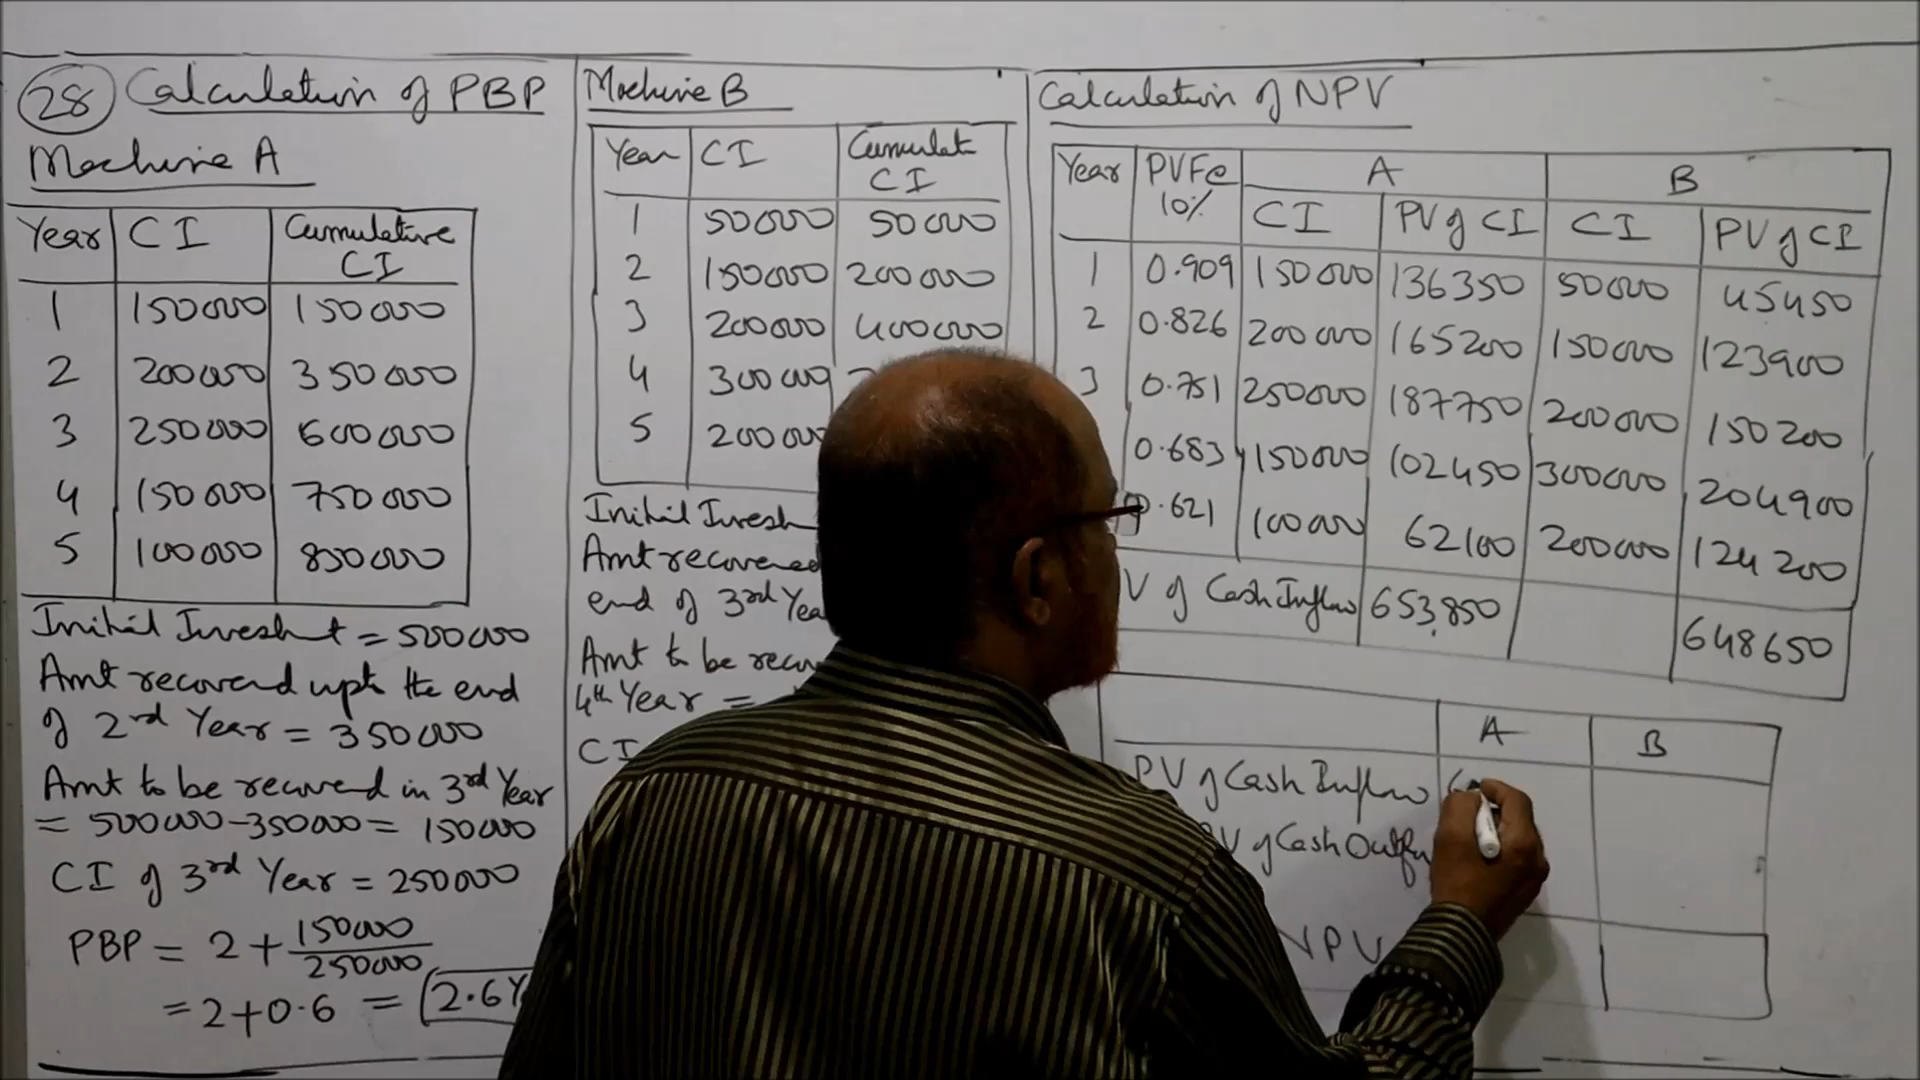 28 Calculation of PBP
Machine A
Year CI Cumulative CI
1 150000 150000
2 200000 350000
3 250000 600000
4 150000 750000
5 100000 850000
Initial Investnt = 500000
Amt recovered upto the end
of 2rd Year = 350000
Amt to be recovered in 3rd Year
= 500000-350000 = 150000
CI of 3rd Year = 250000
PBP = 2 + 150000
250000
= 2+0.6 = 2.6Y
Machine B
Year CI Cumulat CI
1 50000 50000
2 150000 200000
3 200000 400000
4 300000
5 200000
Initial
Amt recovered
end of 3rd Yea
Amt to be
4th Year =
CI
Calculation of NPV
Year PVF@ 10% A B
CI PV of CI CI PV of CI
1 0.909 150000 136350 50000 45450
2 0.826 200000 165200 150000 123900
3 0.751 250000 187750 200000 150200
0.683 150000 102450 300000 204900
0.621 100000 62100 200000 124200
V of Cash Inflow 653,850 648650
A B
PV of Cash Inflow
V of Cash Outflow
NPV